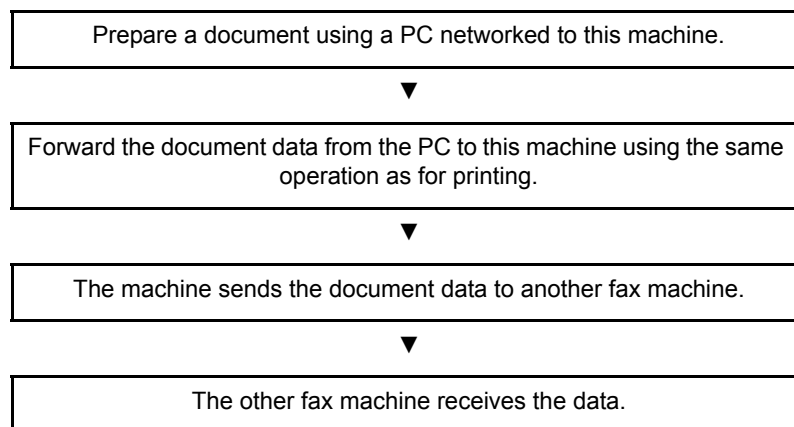 Prepare a document using a PC networked to this machine.
▼
Forward the document data from the PC to this machine using the same
operation as for printing.
▼
The machine sends the document data to another fax machine.
▼
The other fax machine receives the data.